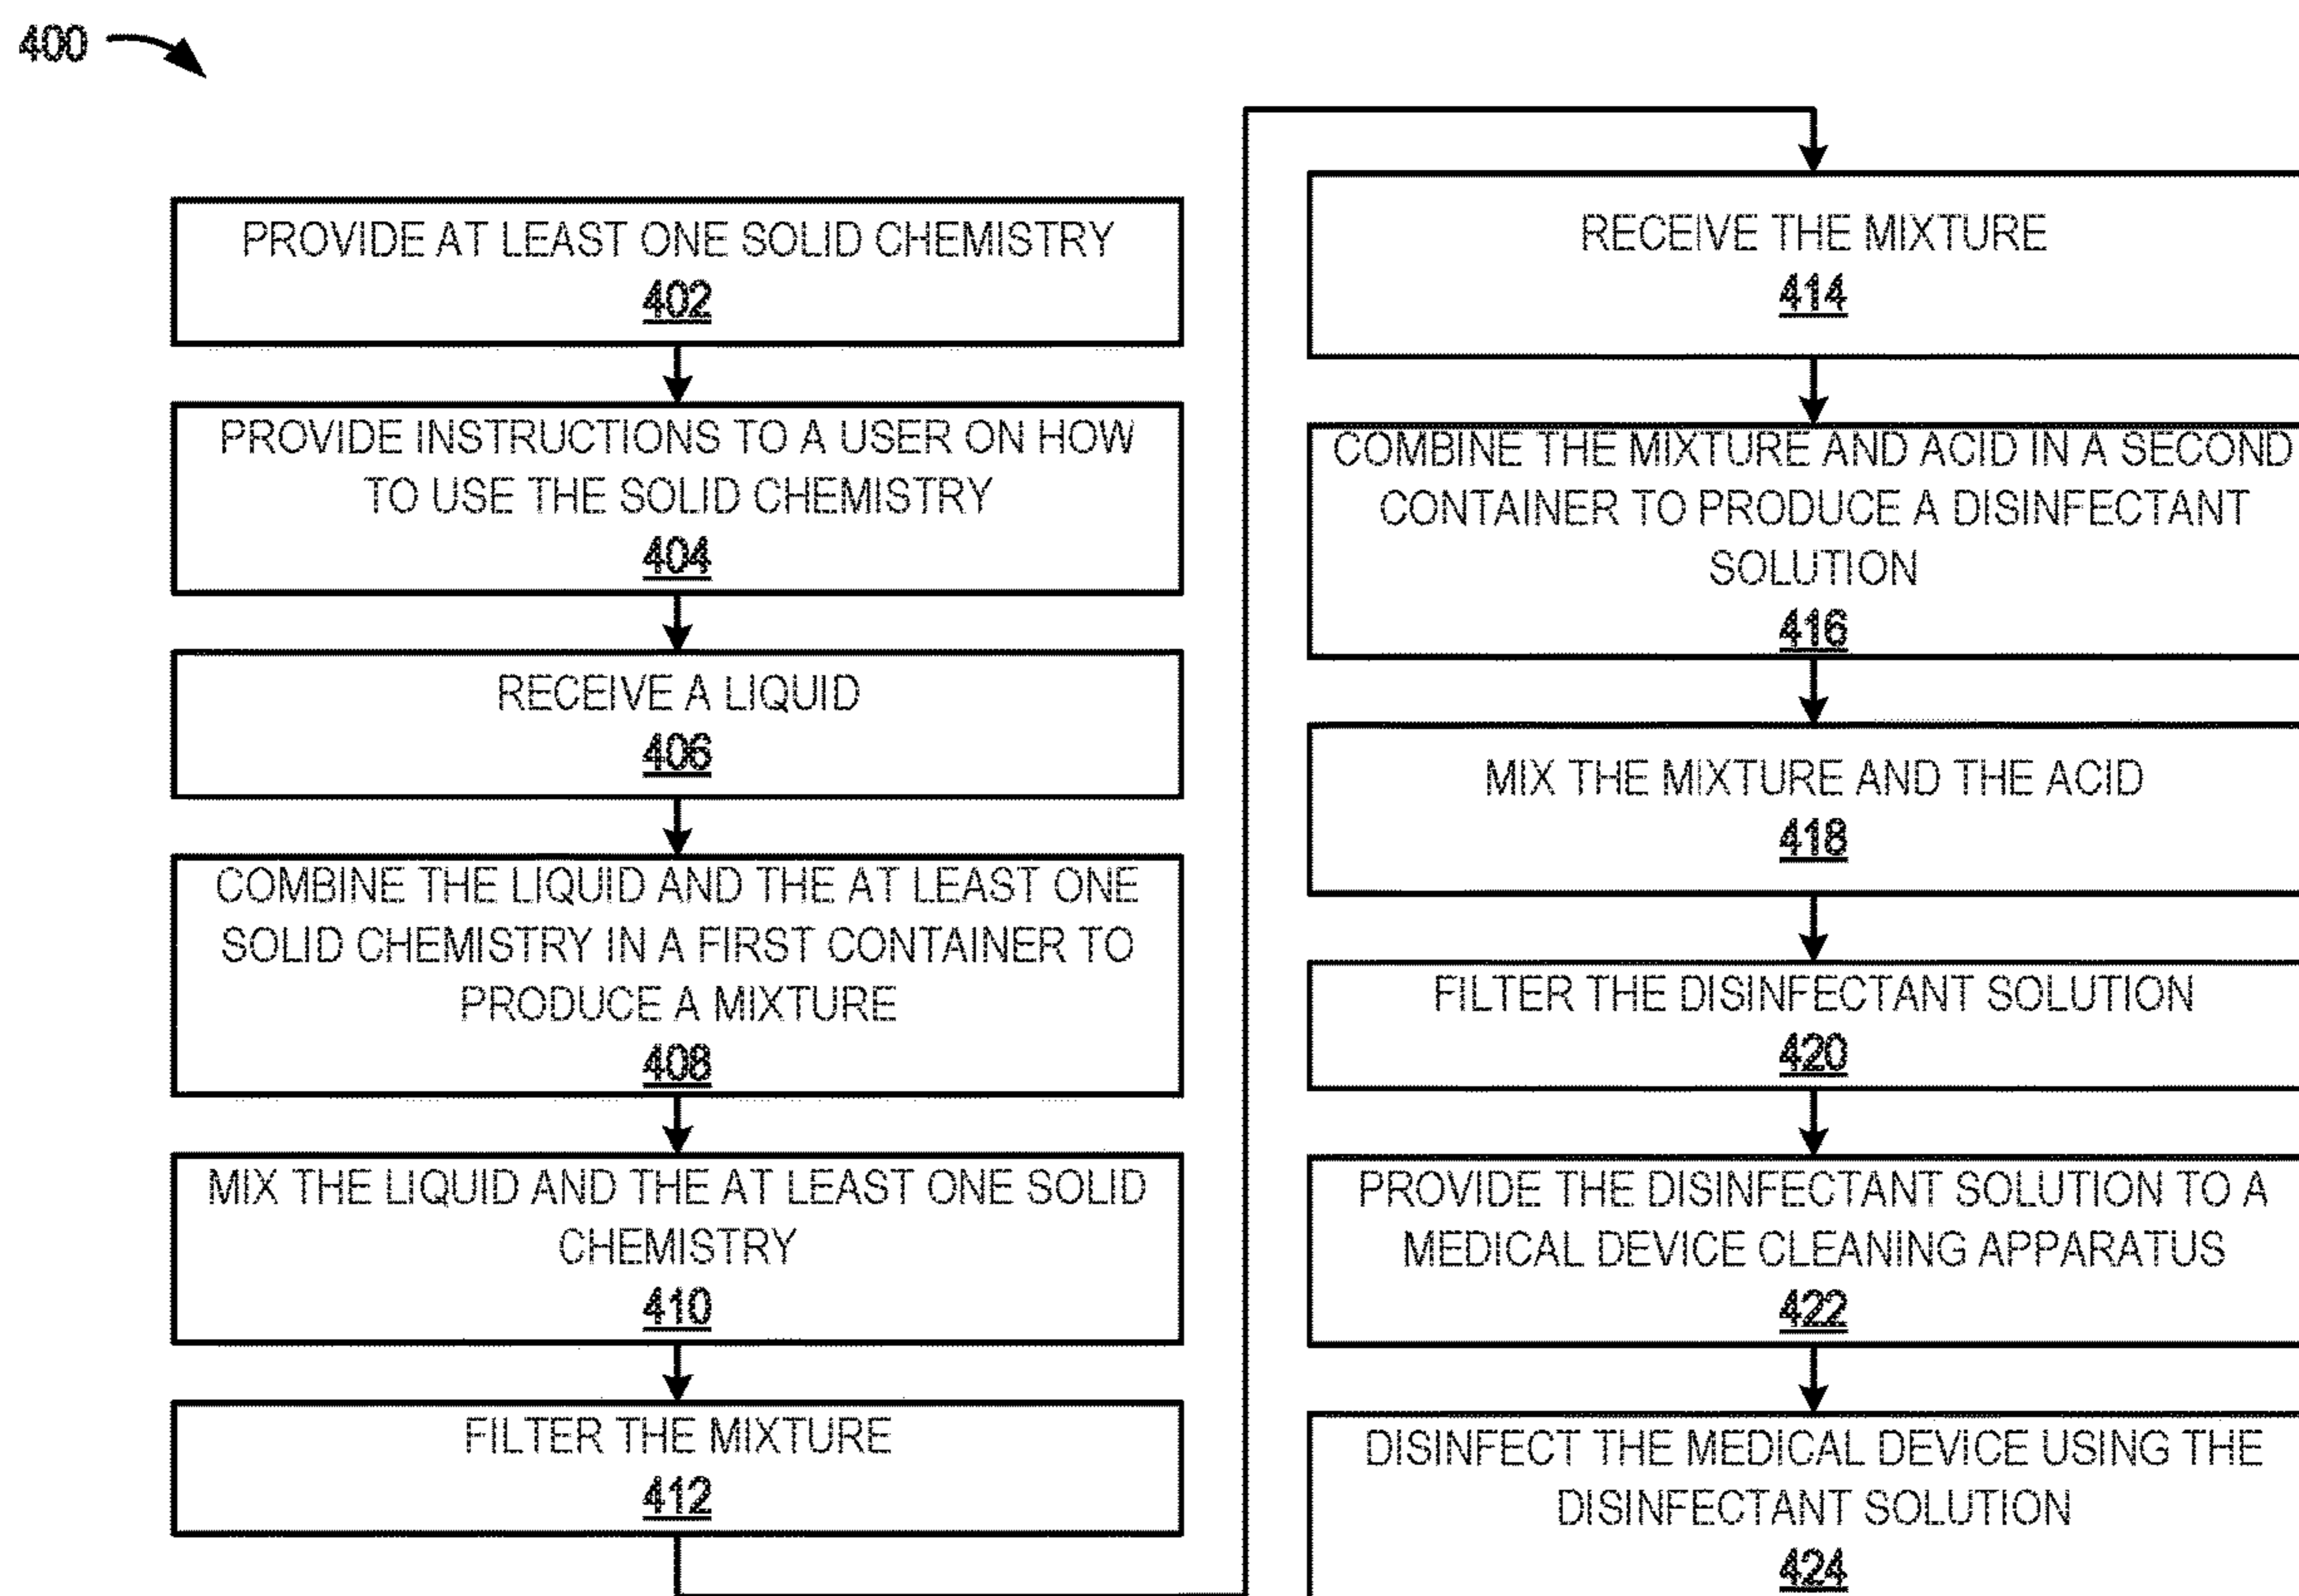 400
PROVIDE AT LEAST ONE SOLID CHEMISTRY
402
PROVIDE INSTRUCTIONS TO A USER ON HOW
TO USE THE SOLID CHEMISTRY
404
RECEIVE A LIQUID
406
COMBINE THE LIQUID AND THE AT LEAST ONE
SOLID CHEMISTRY IN A FIRST CONTAINER TO
PRODUCE A MIXTURE
408
MIX THE LIQUID AND THE AT LEAST ONE SOLID
CHEMISTRY
410
FILTER THE MIXTURE
412
RECEIVE THE MIXTURE
414
COMBINE THE MIXTURE AND ACID IN A SECOND
CONTAINER TO PRODUCE A DISINFECTANT
SOLUTION
416
MIX THE MIXTURE AND THE ACID
418
FILTER THE DISINFECTANT SOLUTION
420
PROVIDE THE DISINFECTANT SOLUTION TO A
MEDICAL DEVICE CLEANING APPARATUS
422
DISINFECT THE MEDICAL DEVICE USING THE
DISINFECTANT SOLUTION
424